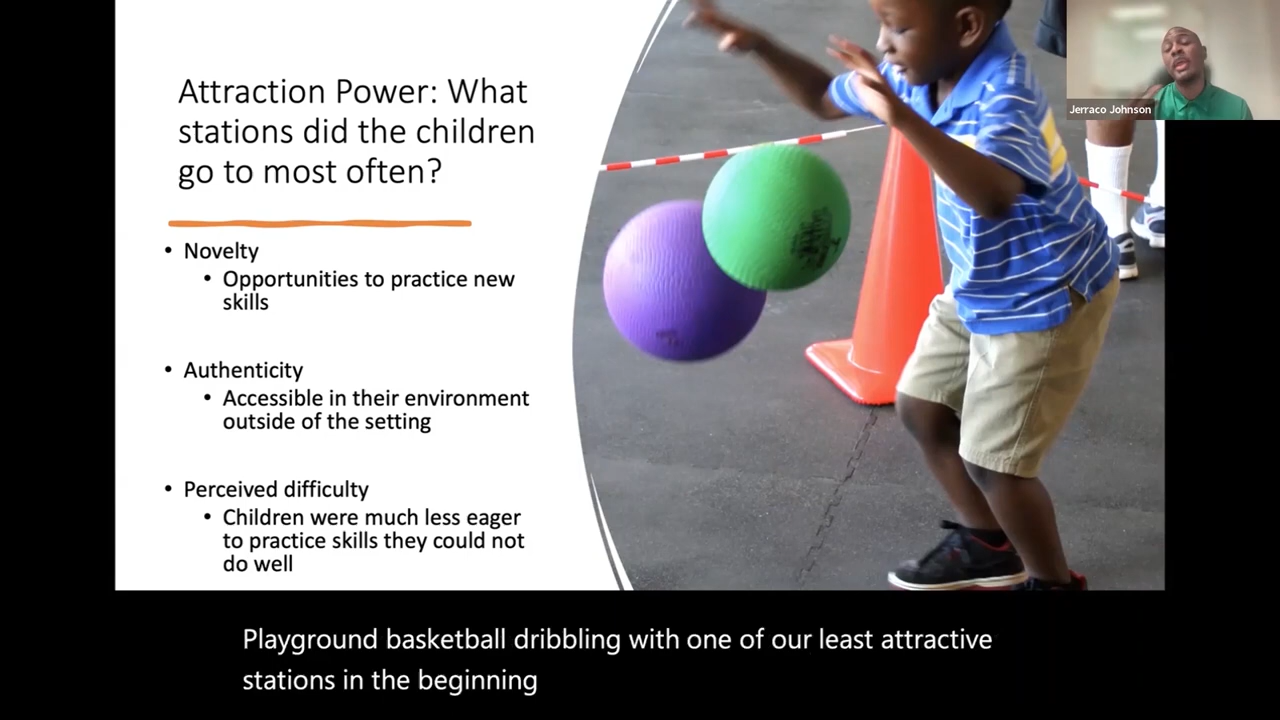 Attraction Power: What
stations did the children
go to most often?
• Novelty
• Opportunities to practice new
skills
• Authenticity
• Accessible in their environment
outside of the setting
• Perceived difficulty
• Children were much less eager
to practice skills they could not
do well
Jerraco Johnson
Playground basketball dribbling with one of our least attractive
stations in the beginning